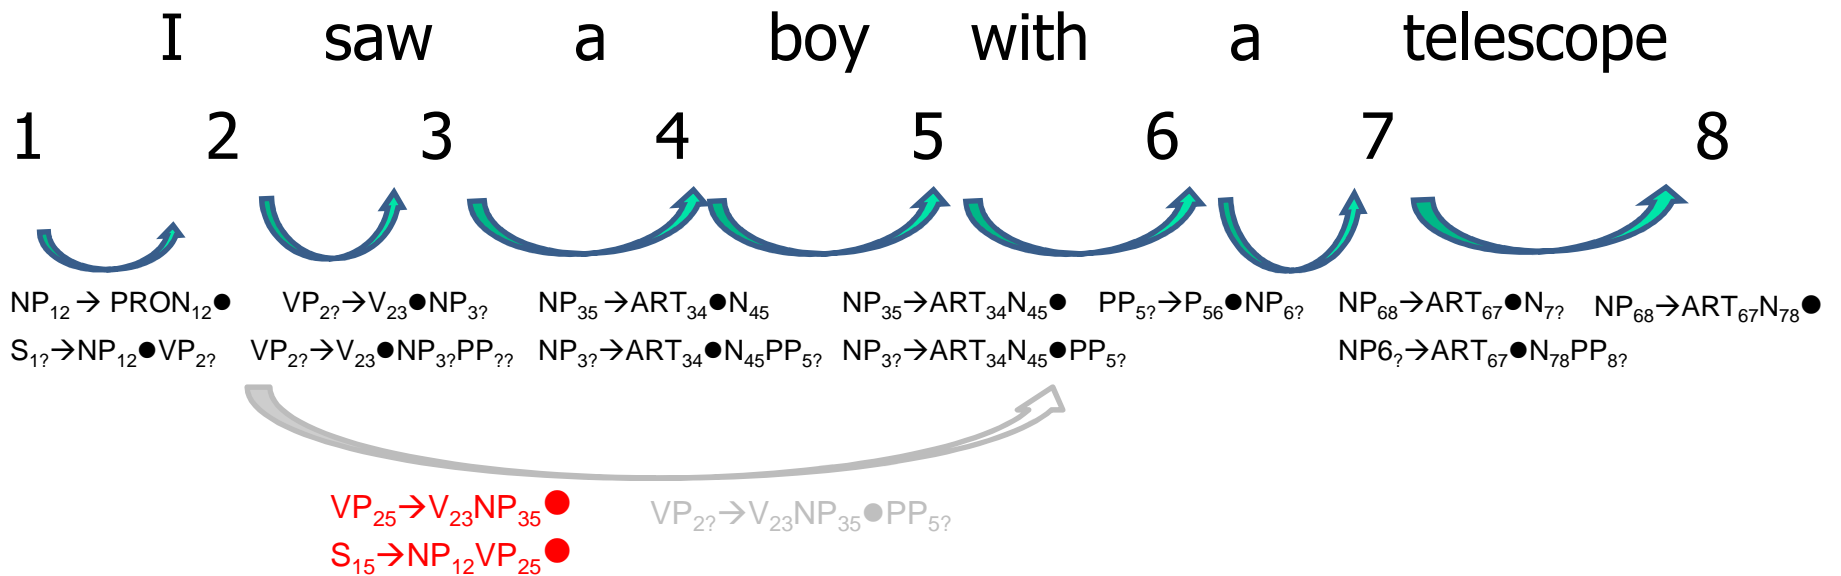 I saw a boy with a telescope
1 2 3 4 5 6 7 8
NP₁₂ → PRON₁₂● VP₂? →V₂₃●NP₃? NP₃₅ →ART₃₄●N₄₅ NP₃₅→ART₃₄N₄₅● PP₅?→P₅₆●NP₆? NP₆₈→ART₆₇●N₇? NP₆₈→ART₆₇N₇₈●
S₁?→NP₁₂●VP₂? VP₂?→V₂₃●NP₃?PP?? NP₃?→ART₃₄●N₄₅PP₅? NP₃?→ART₃₄N₄₅●PP₅? NP6?→ART₆₇●N₇₈PP₈?
VP₂₅→V₂₃NP₃₅● VP₂?→V₂₃NP₃₅●PP₅?
S₁₅→NP₁₂VP₂₅●